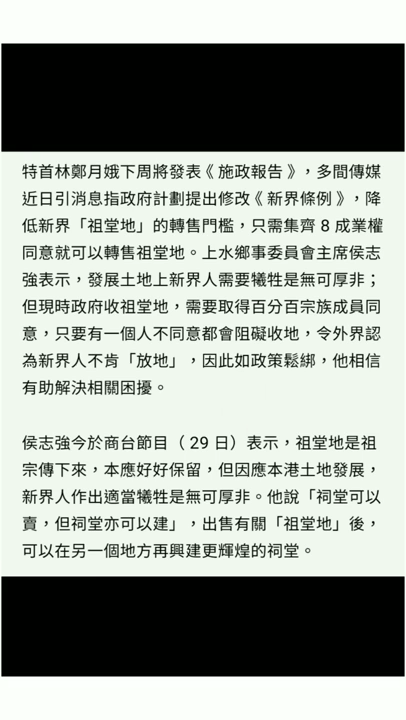 特首林鄭月娥下周將發表《施政報告》，多間傳媒
近日引消息指政府計劃提出修改《新界條例》，降
低新界「祖堂地」的轉售門檻，只需集齊 8 成業權
同意就可以轉售祖堂地。上水鄉事委員會主席侯志
強表示，發展土地上新界人需要犧牲是無可厚非；
但現時政府收祖堂地，需要取得百分百宗族成員同
意，只要有一個人不同意都會阻礙收地，令外界認
為新界人不肯「放地」，因此如政策鬆綁，他相信
有助解決相關困擾。
侯志強今於商台節目（29 日）表示，祖堂地是祖
宗傳下來，本應好好保留，但因應本港土地發展，
新界人作出適當犧牲是無可厚非。他說「祠堂可以
賣，但祠堂亦可以建」，出售有關「祖堂地」後，
可以在另一個地方再興建更輝煌的祠堂。